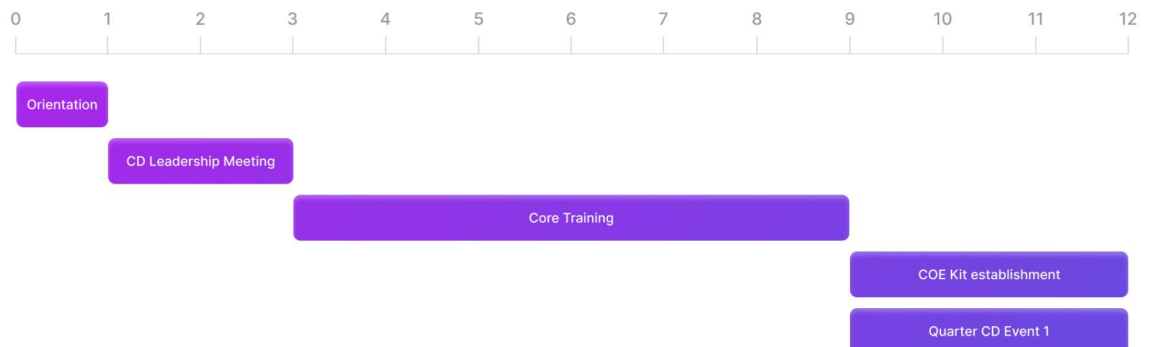 0 1 2 3 4 5 6 7 8 9 10 11 12
Orientation
CD Leadership Meeting
Core Training
COE Kit establishment
Quarter CD Event 1